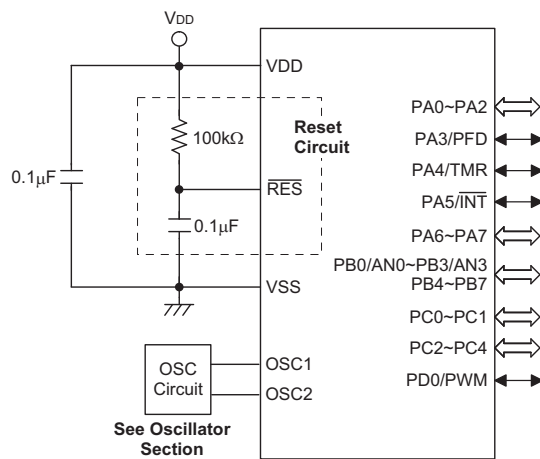 VDD
VDD
Reset
Circuit
100kΩ
0.1μF
R̅E̅S̅
0.1μF
VSS
OSC
Circuit
OSC1
OSC2
See Oscillator
Section
PA0~PA2
PA3/PFD
PA4/TMR
PA5/I̅N̅T̅
PA6~PA7
PB0/AN0~PB3/AN3
PB4~PB7
PC0~PC1
PC2~PC4
PD0/PWM